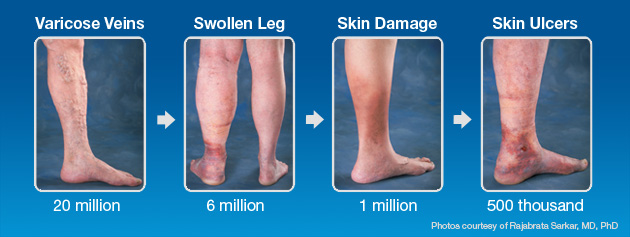 Varicose Veins
Swollen Leg
Skin Damage
Skin Ulcers
20 million
6 million
1 million
500 thousand
Photos courtesy of Rajabrata Sarkar, MD, PhD